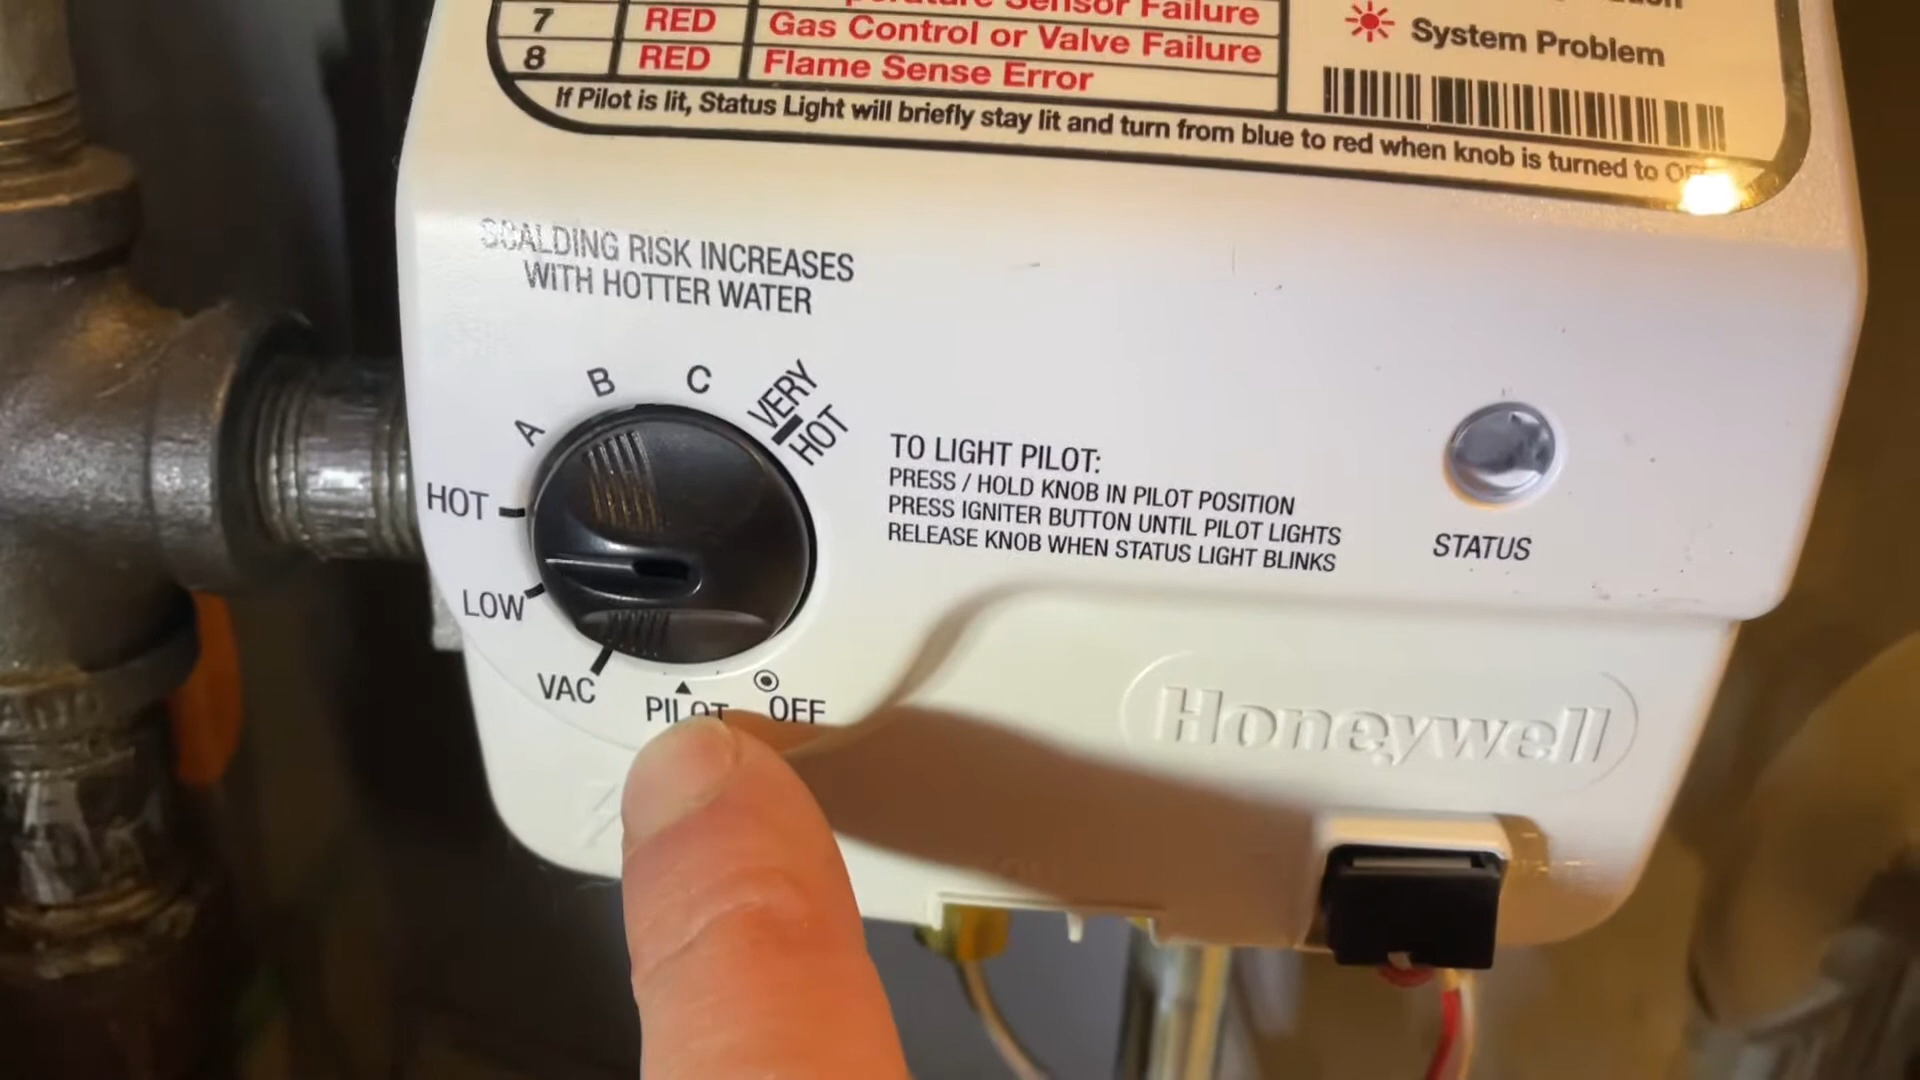 Sensor Failure
7 RED Gas Control or Valve Failure
8 RED Flame Sense Error
System Problem
If Pilot is lit, Status Light will briefly stay lit and turn from blue to red when knob is turned to
SCALDING RISK INCREASES
WITH HOTTER WATER
A
B
C
VERY
HOT
HOT
LOW
VAC
PILOT
OFF
TO LIGHT PILOT:
PRESS / HOLD KNOB IN PILOT POSITION
PRESS IGNITER BUTTON UNTIL PILOT LIGHTS
RELEASE KNOB WHEN STATUS LIGHT BLINKS
STATUS
Honeywell